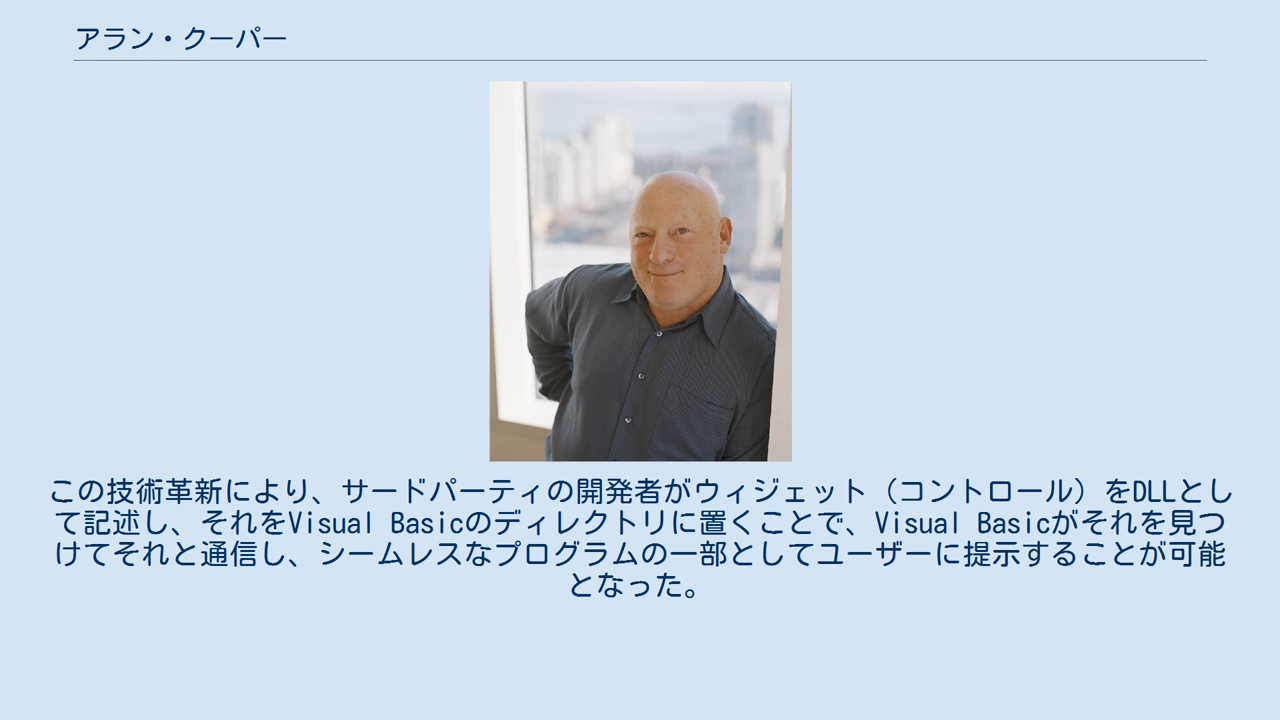 アラン・クーパー
この技術革新により、サードパーティの開発者がウィジェット（コントロール）をDLLとし
て記述し、それをVisual Basicのディレクトリに置くことで、Visual Basicがそれを見つ
けてそれと通信し、シームレスなプログラムの一部としてユーザーに提示することが可能
となった。